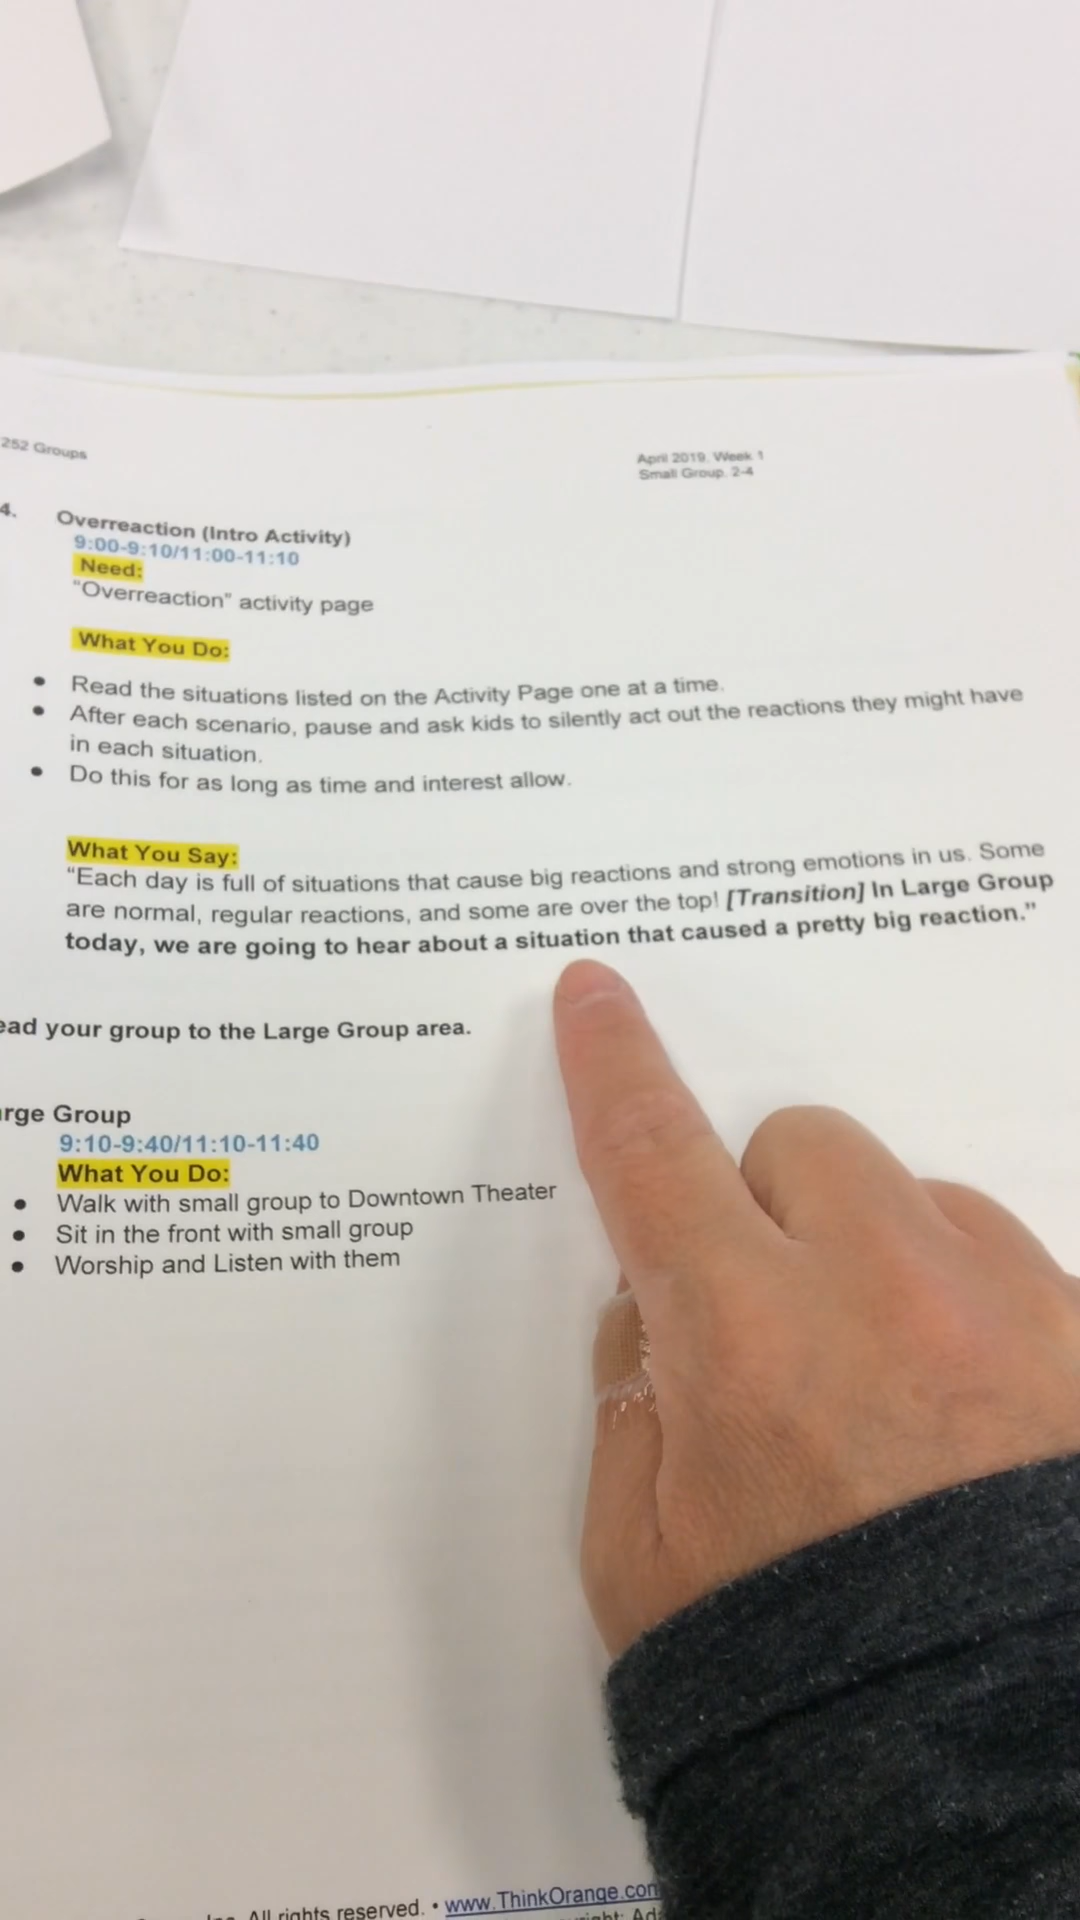 252 Groups
April 2019, Week 1
Small Group, 2-4
4. Overreaction (Intro Activity)
9:00-9:10/11:00-11:10
Need:
“Overreaction” activity page
What You Do:
• Read the situations listed on the Activity Page one at a time.
• After each scenario, pause and ask kids to silently act out the reactions they might have
in each situation.
• Do this for as long as time and interest allow.
What You Say:
“Each day is full of situations that cause big reactions and strong emotions in us. Some
are normal, regular reactions, and some are over the top! [Transition] In Large Group
today, we are going to hear about a situation that caused a pretty big reaction.”
ead your group to the Large Group area.
rge Group
9:10-9:40/11:10-11:40
What You Do:
• Walk with small group to Downtown Theater
• Sit in the front with small group
• Worship and Listen with them
All rights reserved. • www.ThinkOrange.com